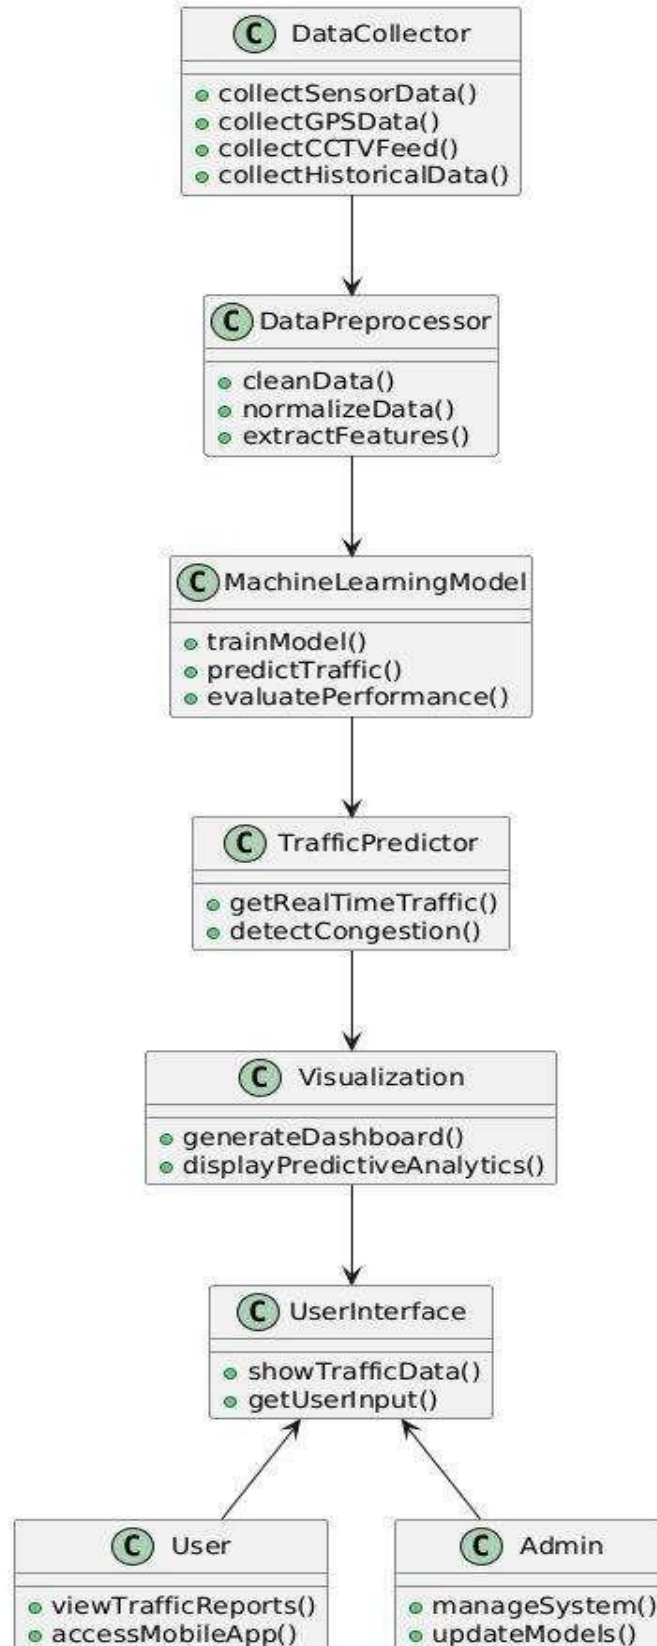 C DataCollector
collectSensorData()
collectGPSData()
collectCCTVFeed()
collectHistoricalData()
C DataPreprocessor
cleanData()
normalizeData()
extractFeatures()
C MachineLearningModel
trainModel()
predictTraffic()
evaluatePerformance()
C TrafficPredictor
getRealTimeTraffic()
detectCongestion()
C Visualization
generateDashboard()
displayPredictiveAnalytics()
C UserInterface
showTrafficData()
getUserInput()
C User
viewTrafficReports()
accessMobileApp()
C Admin
manageSystem()
updateModels()